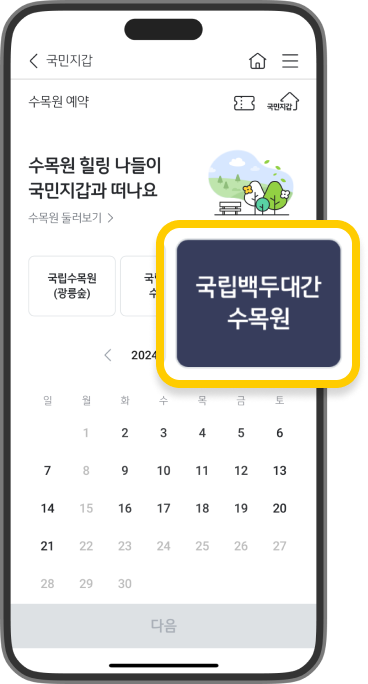 국민지갑
수목원 예약
국민지갑
수목원 힐링 나들이
국민지갑과 떠나요
수목원 둘러보기 >
국립수목원
(광릉숲)
국립백두대간
수목원
2024
일 월 화 수 목 금 토
1 2 3 4 5 6
7 8 9 10 11 12 13
14 15 16 17 18 19 20
21 22 23 24 25 26 27
28 29 30
다음